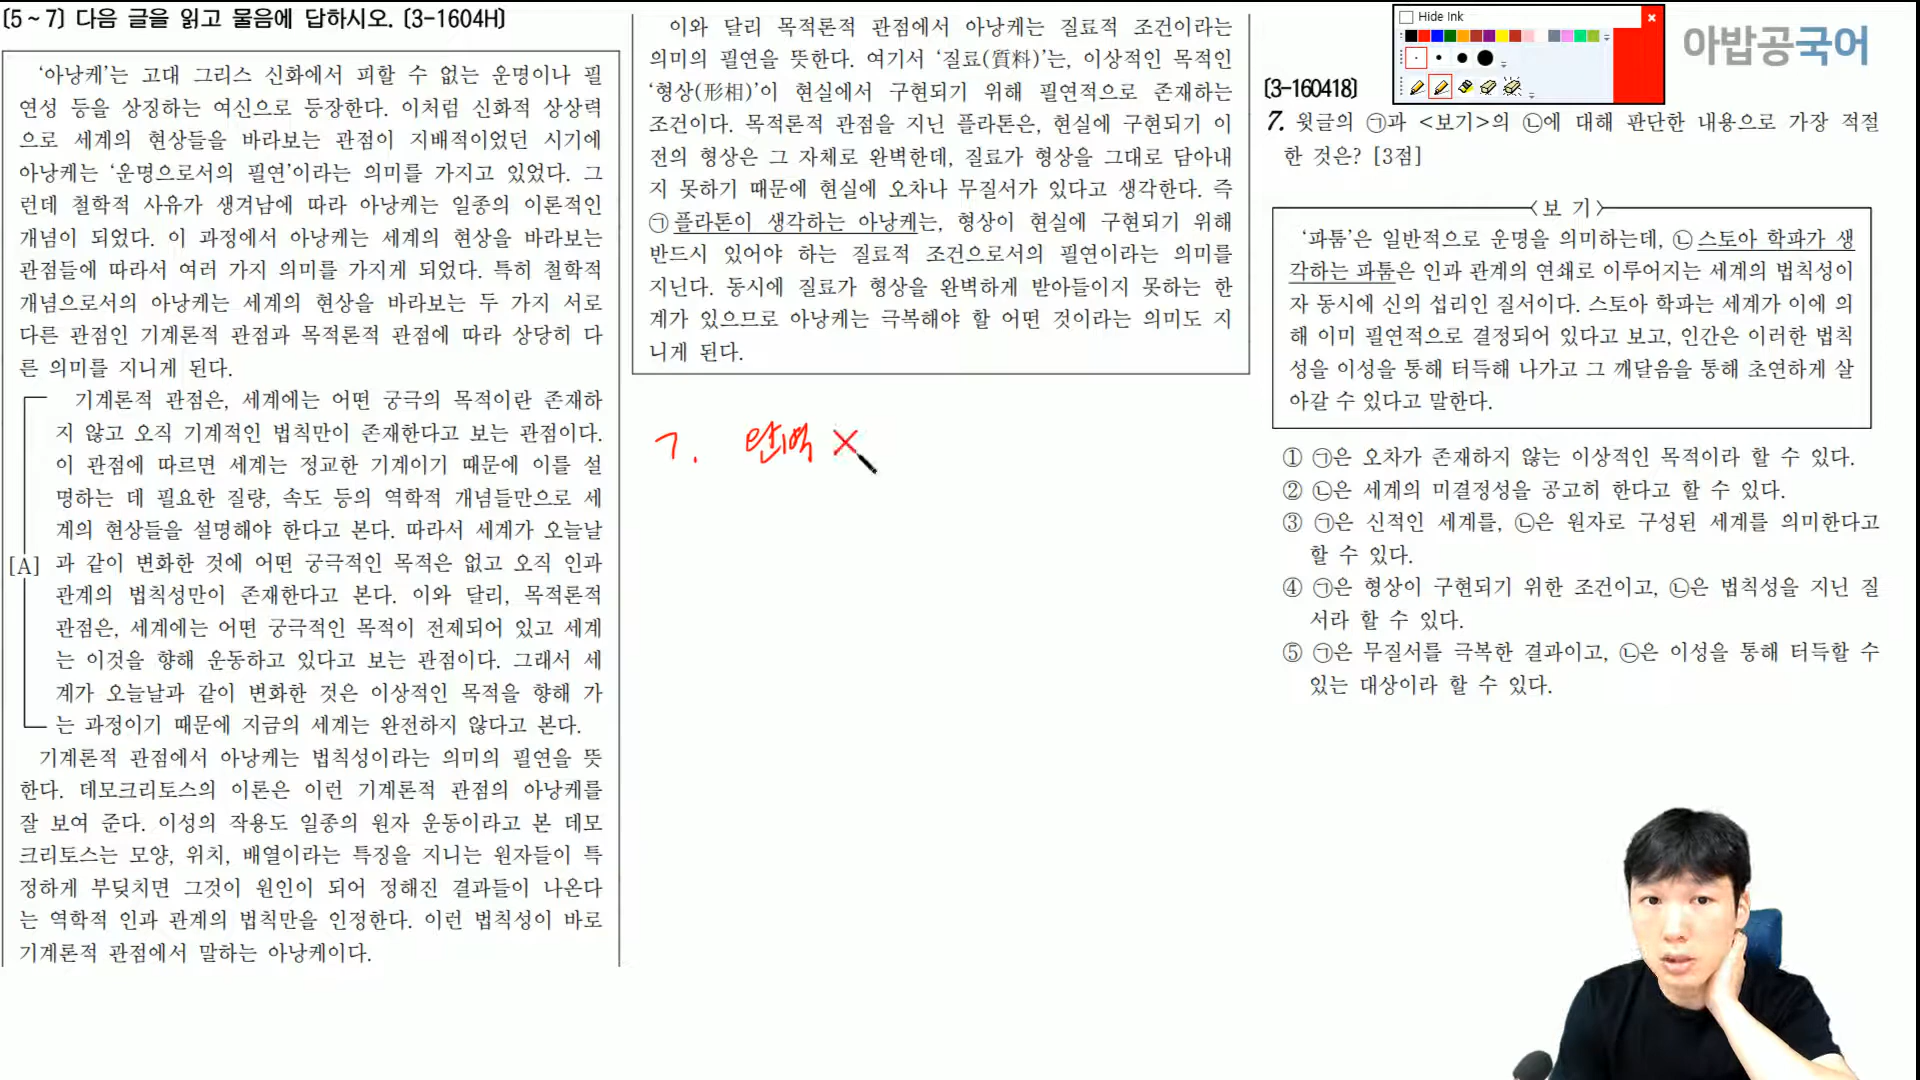 [5 ~ 7] 다음 글을 읽고 물음에 답하시오. [3-1604H]
‘아낭케’는 고대 그리스 신화에서 피할 수 없는 운명이나 필
연성 등을 상징하는 여신으로 등장한다. 이처럼 신화적 상상력
으로 세계의 현상들을 바라보는 관점이 지배적이었던 시기에
아낭케는 ‘운명으로서의 필연’이라는 의미를 가지고 있었다. 그
런데 철학적 사유가 생겨남에 따라 아낭케는 일종의 이론적인
개념이 되었다. 이 과정에서 아낭케는 세계의 현상을 바라보는
관점들에 따라서 여러 가지 의미를 가지게 되었다. 특히 철학적
개념으로서의 아낭케는 세계의 현상을 바라보는 두 가지 서로
다른 관점인 기계론적 관점과 목적론적 관점에 따라 상당히 다
른 의미를 지니게 된다.
기계론적 관점은, 세계에는 어떤 궁극의 목적이란 존재하
지 않고 오직 기계적인 법칙만이 존재한다고 보는 관점이다.
이 관점에 따르면 세계는 정교한 기계이기 때문에 이를 설
명하는 데 필요한 질량, 속도 등의 역학적 개념들만으로 세
계의 현상들을 설명해야 한다고 본다. 따라서 세계가 오늘날
[A] 과 같이 변화한 것에 어떤 궁극적인 목적은 없고 오직 인과
관계의 법칙성만이 존재한다고 본다. 이와 달리, 목적론적
관점은, 세계에는 어떤 궁극적인 목적이 전제되어 있고 세계
는 이것을 향해 운동하고 있다고 보는 관점이다. 그래서 세
계가 오늘날과 같이 변화한 것은 이상적인 목적을 향해 가
는 과정이기 때문에 지금의 세계는 완전하지 않다고 본다.
기계론적 관점에서 아낭케는 법칙성이라는 의미의 필연을 뜻
한다. 데모크리토스의 이론은 이런 기계론적 관점의 아낭케를
잘 보여 준다. 이성의 작용도 일종의 원자 운동이라고 본 데모
크리토스는 모양, 위치, 배열이라는 특징을 지니는 원자들이 특
정하게 부딪치면 그것이 원인이 되어 정해진 결과들이 나온다
는 역학적 인과 관계의 법칙만을 인정한다. 이런 법칙성이 바로
기계론적 관점에서 말하는 아낭케이다.
이와 달리 목적론적 관점에서 아낭케는 질료적 조건이라는
의미의 필연을 뜻한다. 여기서 ‘질료(質料)’는, 이상적인 목적인
‘형상(形相)’이 현실에서 구현되기 위해 필연적으로 존재하는
조건이다. 목적론적 관점을 지닌 플라톤은, 현실에 구현되기 이
전의 형상은 그 자체로 완벽한데, 질료가 형상을 그대로 담아내
지 못하기 때문에 현실에 오차나 무질서가 있다고 생각한다. 즉
㉠ 플라톤이 생각하는 아낭케는, 형상이 현실에 구현되기 위해
반드시 있어야 하는 질료적 조건으로서의 필연이라는 의미를
지닌다. 동시에 질료가 형상을 완벽하게 받아들이지 못하는 한
계가 있으므로 아낭케는 극복해야 할 어떤 것이라는 의미도 지
니게 된다.
7. 만역 X
Hide Ink
아밥공국어
[3-160418]
7. 윗글의 ㉠과 <보기>의 ㉡에 대해 판단한 내용으로 가장 적절
한 것은? [3점]
<보 기>
‘파툼’은 일반적으로 운명을 의미하는데, ㉡ 스토아 학파가 생
각하는 파툼은 인과 관계의 연쇄로 이루어지는 세계의 법칙성이
자 동시에 신의 섭리인 질서이다. 스토아 학파는 세계가 이에 의
해 이미 필연적으로 결정되어 있다고 보고, 인간은 이러한 법칙
성을 이성을 통해 터득해 나가고 그 깨달음을 통해 초연하게 살
아갈 수 있다고 말한다.
① ㉠은 오차가 존재하지 않는 이상적인 목적이라 할 수 있다.
② ㉡은 세계의 미결정성을 공고히 한다고 할 수 있다.
③ ㉠은 신적인 세계를, ㉡은 원자로 구성된 세계를 의미한다고
할 수 있다.
④ ㉠은 형상이 구현되기 위한 조건이고, ㉡은 법칙성을 지닌 질
서라 할 수 있다.
⑤ ㉠은 무질서를 극복한 결과이고, ㉡은 이성을 통해 터득할 수
있는 대상이라 할 수 있다.